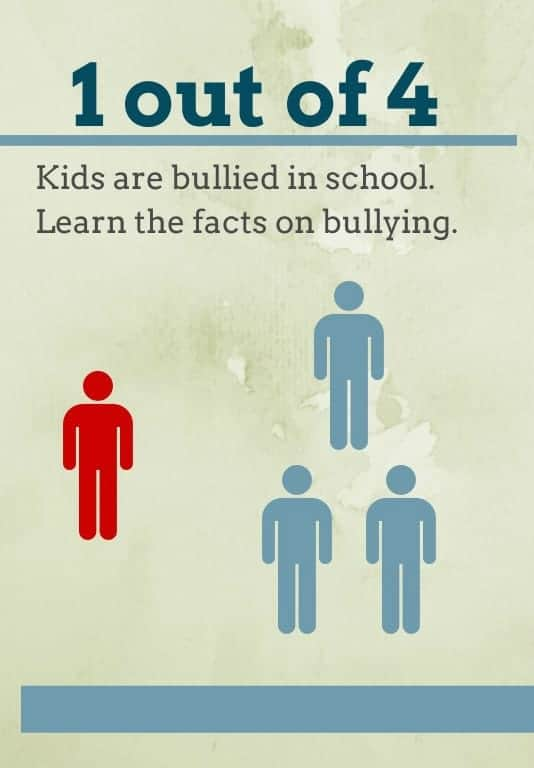 1 out of 4
Kids are bullied in school.
Learn the facts on bullying.